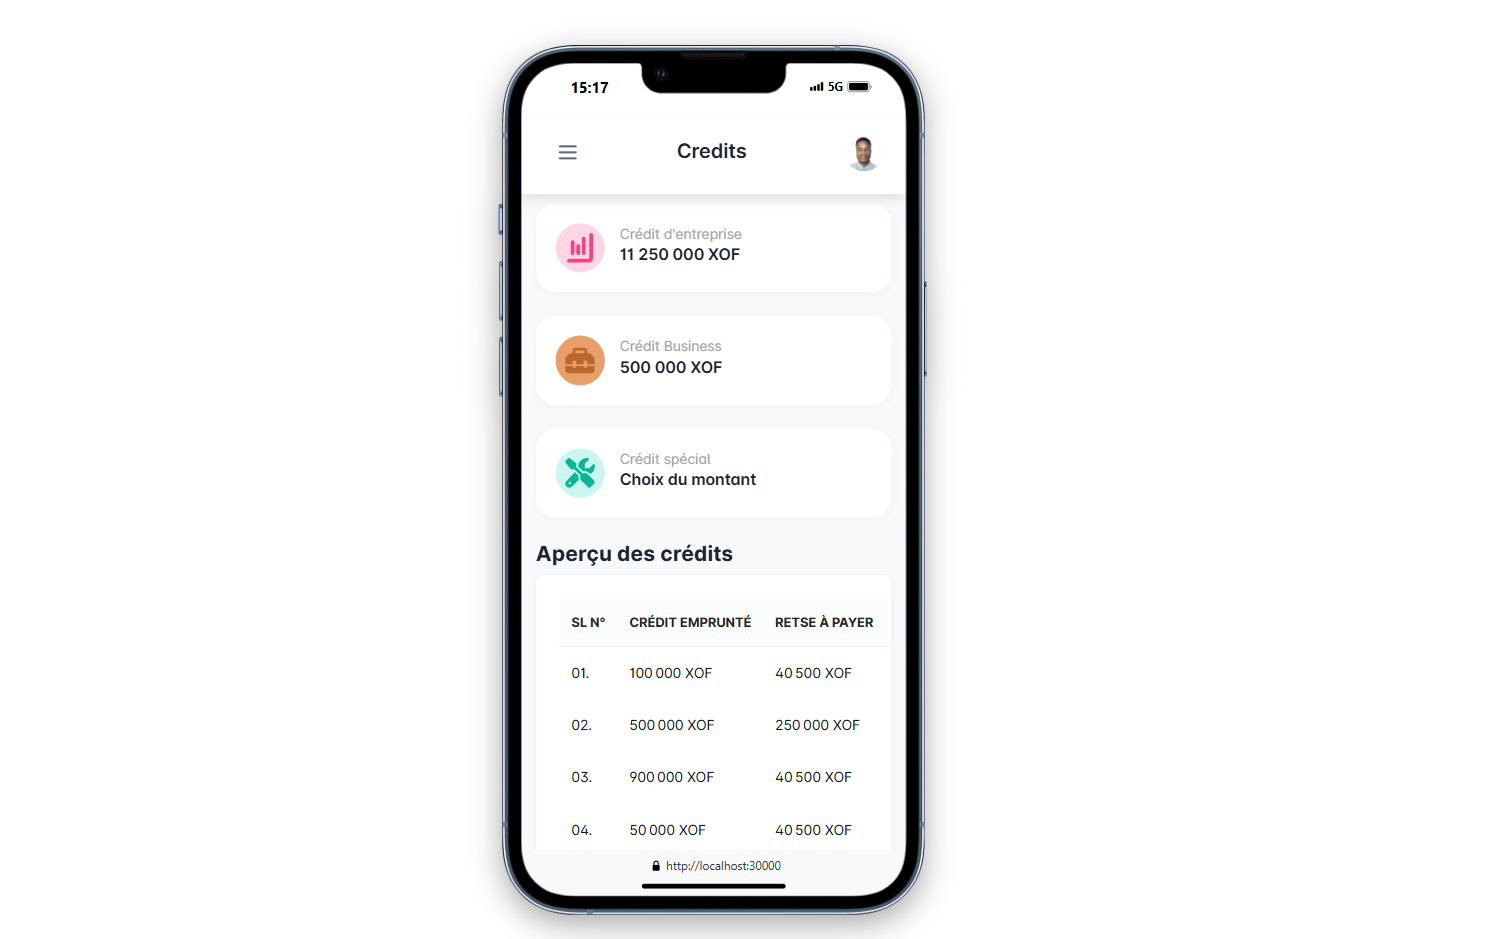 15:17 5G
Credits
Crédit d'entreprise
11 250 000 XOF
Crédit Business
500 000 XOF
Crédit spécial
Choix du montant
Aperçu des crédits
SL N° CRÉDIT EMPRUNTÉ RETSE À PAYER
01. 100 000 XOF 40 500 XOF
02. 500 000 XOF 250 000 XOF
03. 900 000 XOF 40 500 XOF
04. 50 000 XOF 40 500 XOF
http://localhost:30000